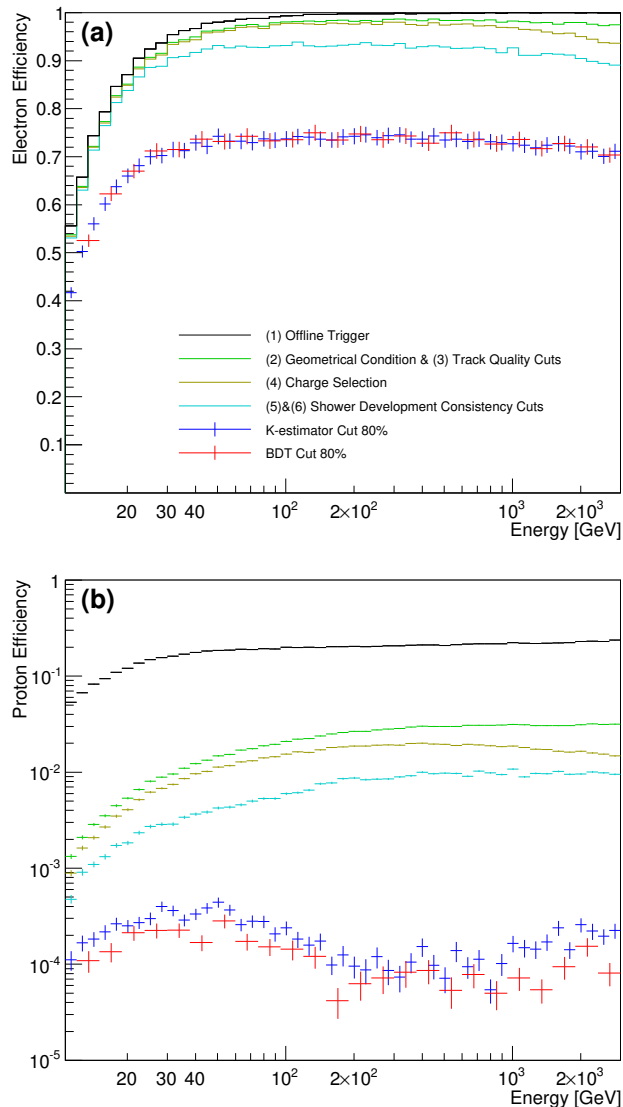 (a)
Electron Efficiency
1
0.9
0.8
0.7
0.6
0.5
0.4
0.3
0.2
0.1
(1) Offline Trigger
(2) Geometrical Condition & (3) Track Quality Cuts
(4) Charge Selection
(5)&(6) Shower Development Consistency Cuts
K-estimator Cut 80%
BDT Cut 80%
20 30 40 10² 2×10² 10³ 2×10³
Energy [GeV]
(b)
Proton Efficiency
1
10⁻¹
10⁻²
10⁻³
10⁻⁴
10⁻⁵
20 30 40 10² 2×10² 10³ 2×10³
Energy [GeV]